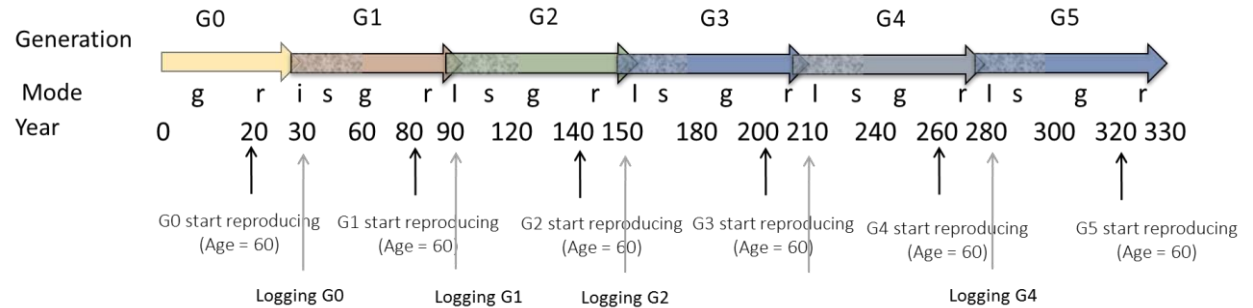 G0 G1 G2 G3 G4 G5
Generation
Mode g r i s g r l s g r l s g r l s g r l s g r
Year 0 20 30 60 80 90 120 140 150 180 200 210 240 260 280 300 320 330
G0 start reproducing G1 start reproducing G2 start reproducing G3 start reproducing G4 start reproducing G5 start reproducing
(Age = 60) (Age = 60) (Age = 60) (Age = 60) (Age = 60) (Age = 60)
Logging G0 Logging G1 Logging G2 Logging G4